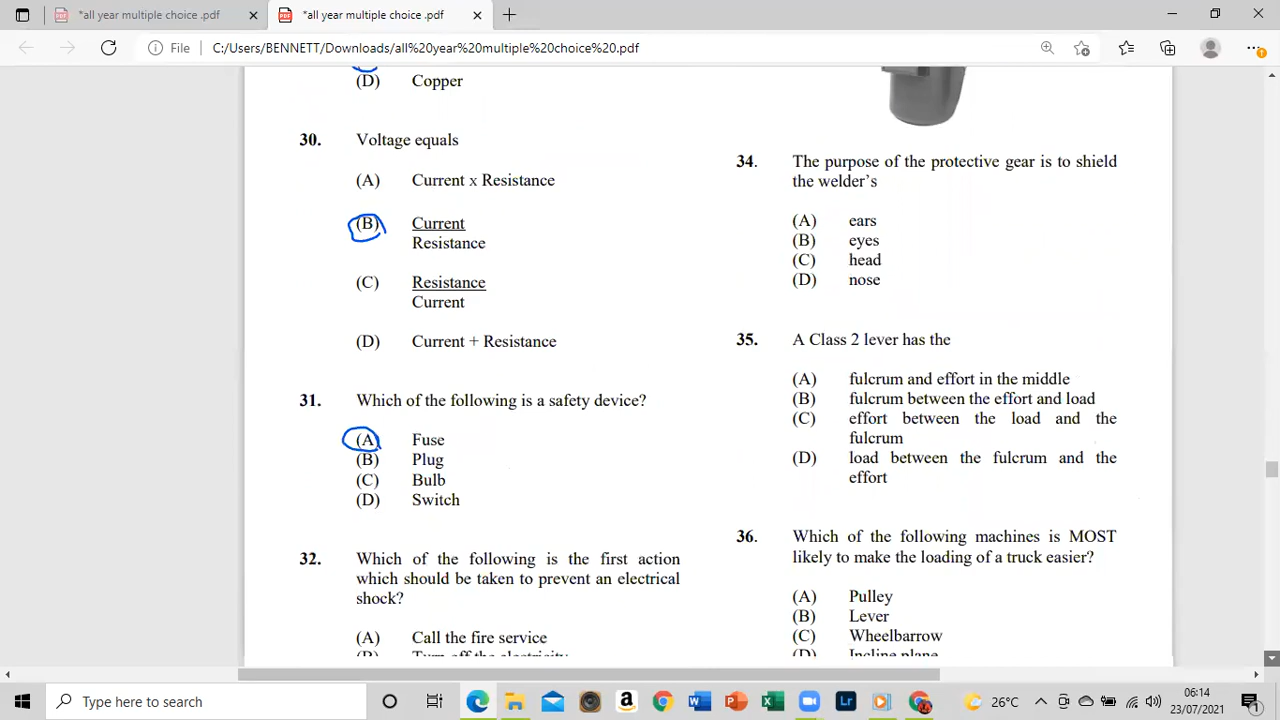 *all year multiple choice .pdf
*all year multiple choice .pdf
File
C:/Users/BENNETT/Downloads/all%20year%20multiple%20choice%20.pdf
(D) Copper
30. Voltage equals
(A) Current x Resistance
(B) Current
Resistance
(C) Resistance
Current
(D) Current + Resistance
31. Which of the following is a safety device?
(A) Fuse
(B) Plug
(C) Bulb
(D) Switch
32. Which of the following is the first action
which should be taken to prevent an electrical
shock?
(A) Call the fire service
(B) Turn off the electricity
34. The purpose of the protective gear is to shield
the welder's
(A) ears
(B) eyes
(C) head
(D) nose
35. A Class 2 lever has the
(A) fulcrum and effort in the middle
(B) fulcrum between the effort and load
(C) effort between the load and the
fulcrum
(D) load between the fulcrum and the
effort
36. Which of the following machines is MOST
likely to make the loading of a truck easier?
(A) Pulley
(B) Lever
(C) Wheelbarrow
(D) Incline plane
Type here to search
26°C
06:14
23/07/2021